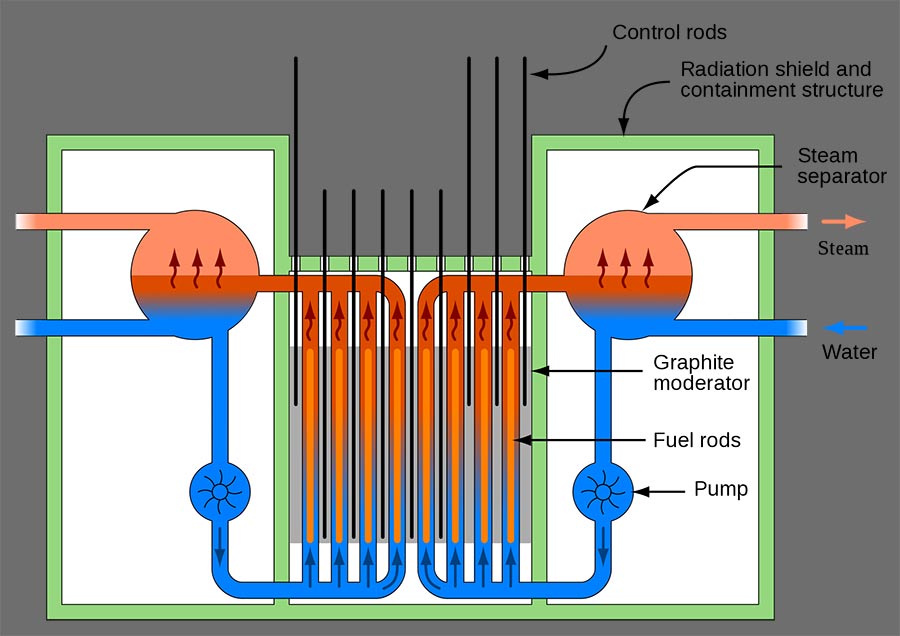 Control rods
Radiation shield and
containment structure
Steam
separator
Steam
Water
Graphite
moderator
Fuel rods
Pump